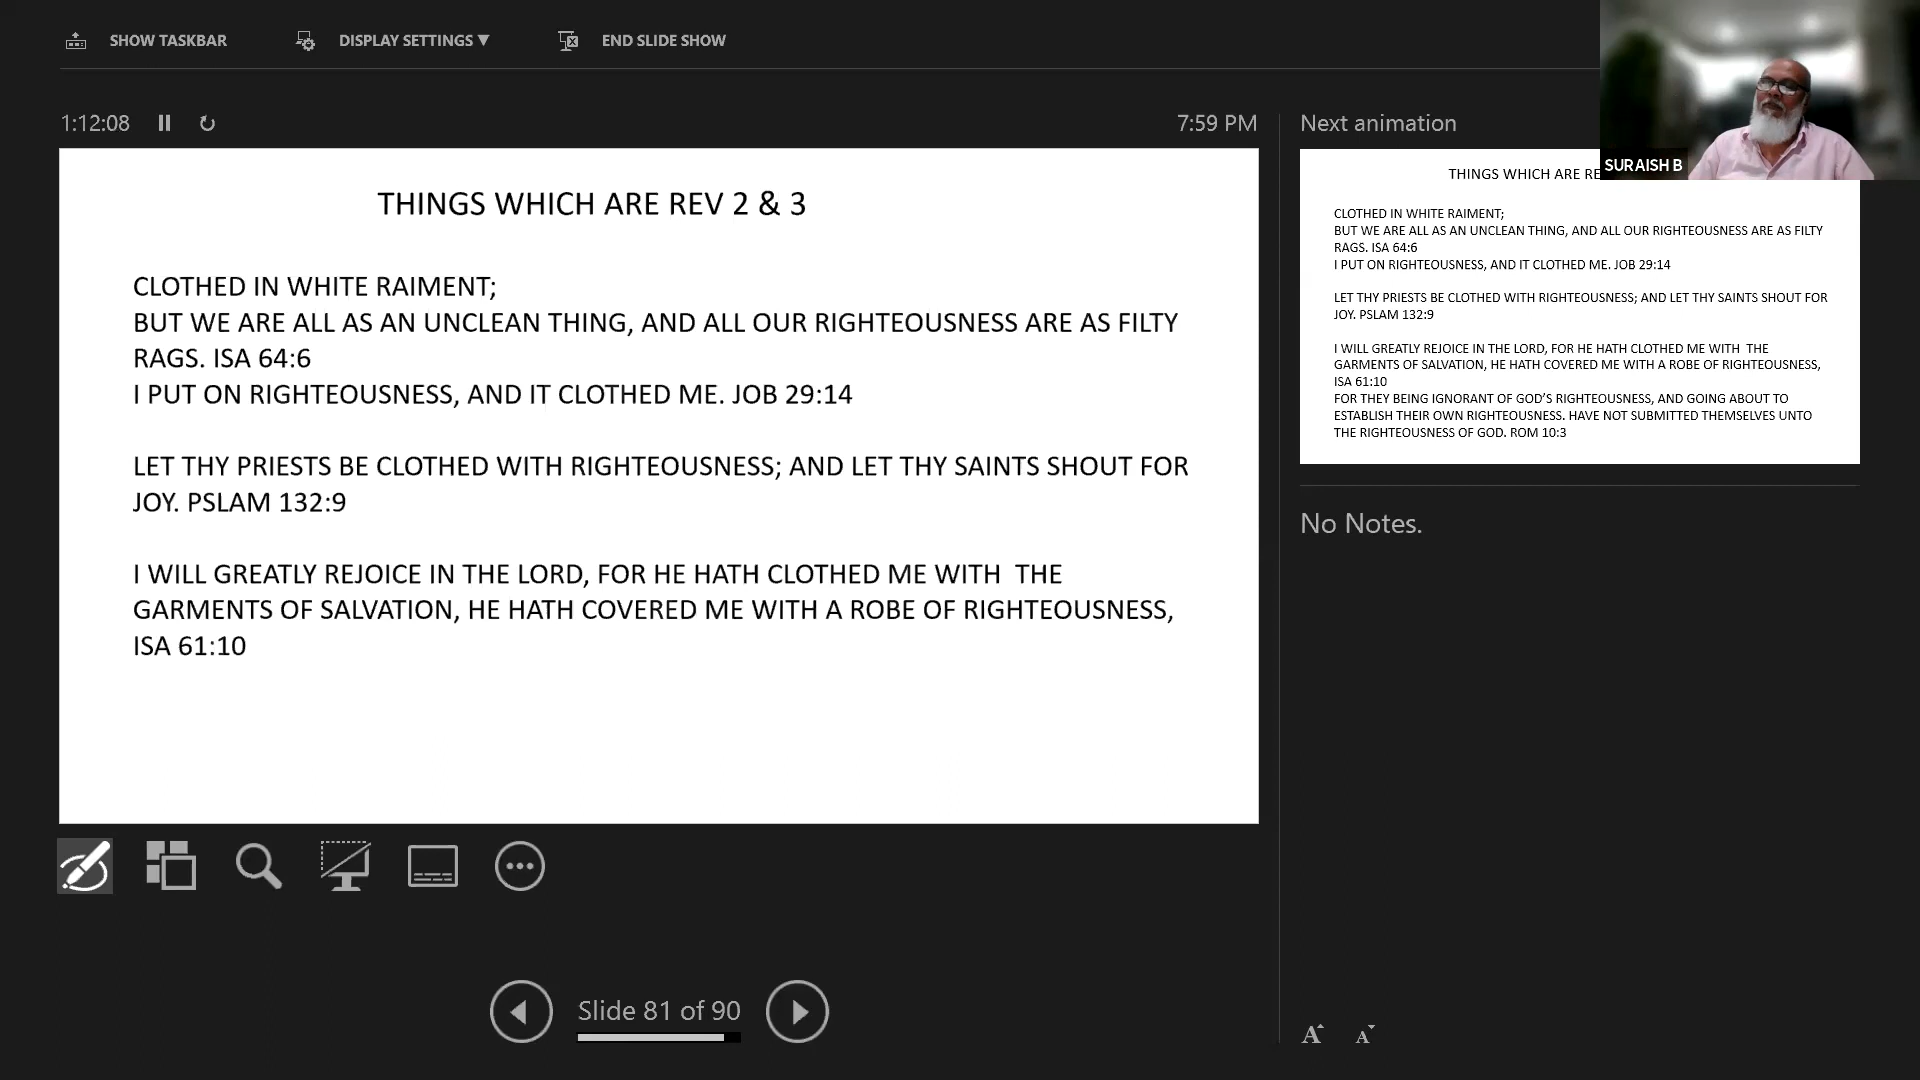 SHOW TASKBAR DISPLAY SETTINGS ▼ END SLIDE SHOW
1:12:08 7:59 PM
THINGS WHICH ARE REV 2 & 3
CLOTHED IN WHITE RAIMENT;
BUT WE ARE ALL AS AN UNCLEAN THING, AND ALL OUR RIGHTEOUSNESS ARE AS FILTY
RAGS. ISA 64:6
I PUT ON RIGHTEOUSNESS, AND IT CLOTHED ME. JOB 29:14
LET THY PRIESTS BE CLOTHED WITH RIGHTEOUSNESS; AND LET THY SAINTS SHOUT FOR
JOY. PSLAM 132:9
I WILL GREATLY REJOICE IN THE LORD, FOR HE HATH CLOTHED ME WITH THE
GARMENTS OF SALVATION, HE HATH COVERED ME WITH A ROBE OF RIGHTEOUSNESS,
ISA 61:10
Slide 81 of 90
Next animation
SURAISH B
THINGS WHICH ARE RE
CLOTHED IN WHITE RAIMENT;
BUT WE ARE ALL AS AN UNCLEAN THING, AND ALL OUR RIGHTEOUSNESS ARE AS FILTY
RAGS. ISA 64:6
I PUT ON RIGHTEOUSNESS, AND IT CLOTHED ME. JOB 29:14
LET THY PRIESTS BE CLOTHED WITH RIGHTEOUSNESS; AND LET THY SAINTS SHOUT FOR
JOY. PSLAM 132:9
I WILL GREATLY REJOICE IN THE LORD, FOR HE HATH CLOTHED ME WITH THE
GARMENTS OF SALVATION, HE HATH COVERED ME WITH A ROBE OF RIGHTEOUSNESS,
ISA 61:10
FOR THEY BEING IGNORANT OF GOD'S RIGHTEOUSNESS, AND GOING ABOUT TO
ESTABLISH THEIR OWN RIGHTEOUSNESS. HAVE NOT SUBMITTED THEMSELVES UNTO
THE RIGHTEOUSNESS OF GOD. ROM 10:3
No Notes.
A A